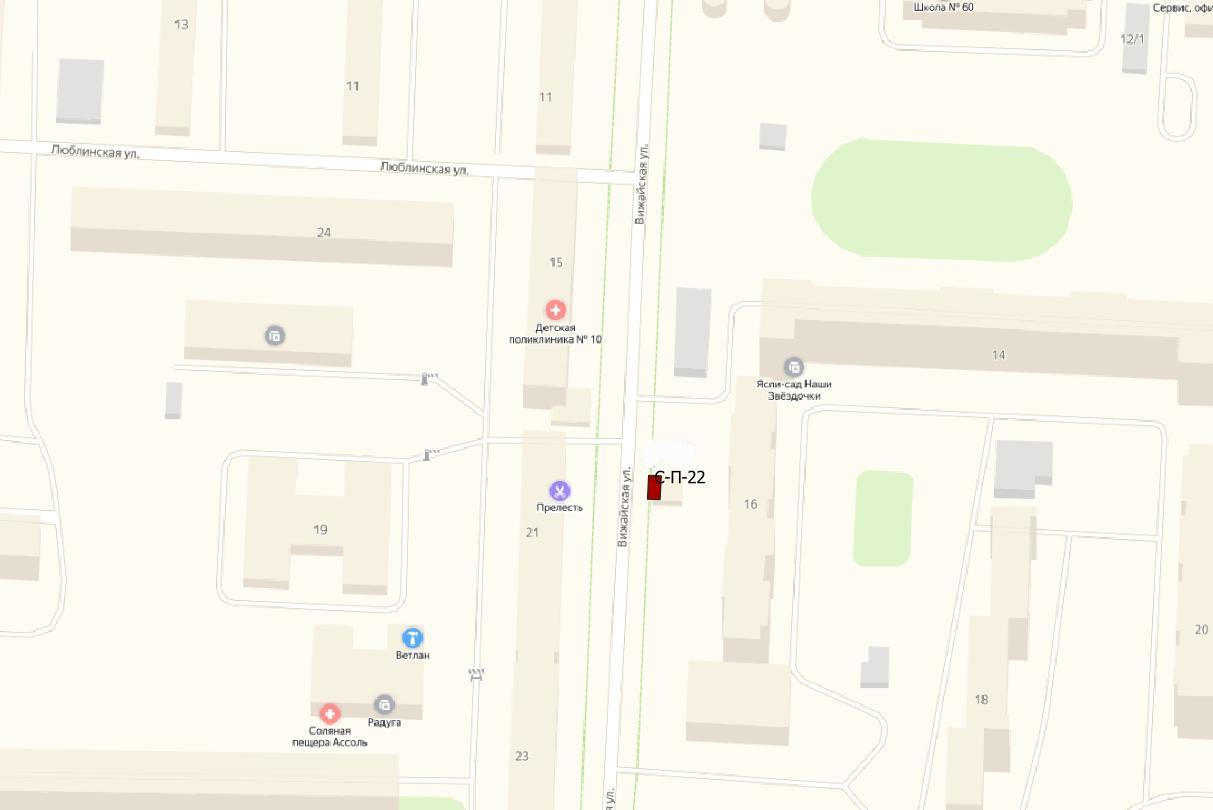 Школа № 60
Сервис, офи
13
12/1
11
11
Люблинская ул.
Люблинская ул.
Вижайская ул.
24
15
Детская
поликлиника № 10
14
Ясли-сад Наши
Звёздочки
С-П-22
Прелесть
Вижайская ул.
16
21
19
20
Ветлан
18
Радуга
Соляная
пещера Ассоль
23
я ул.